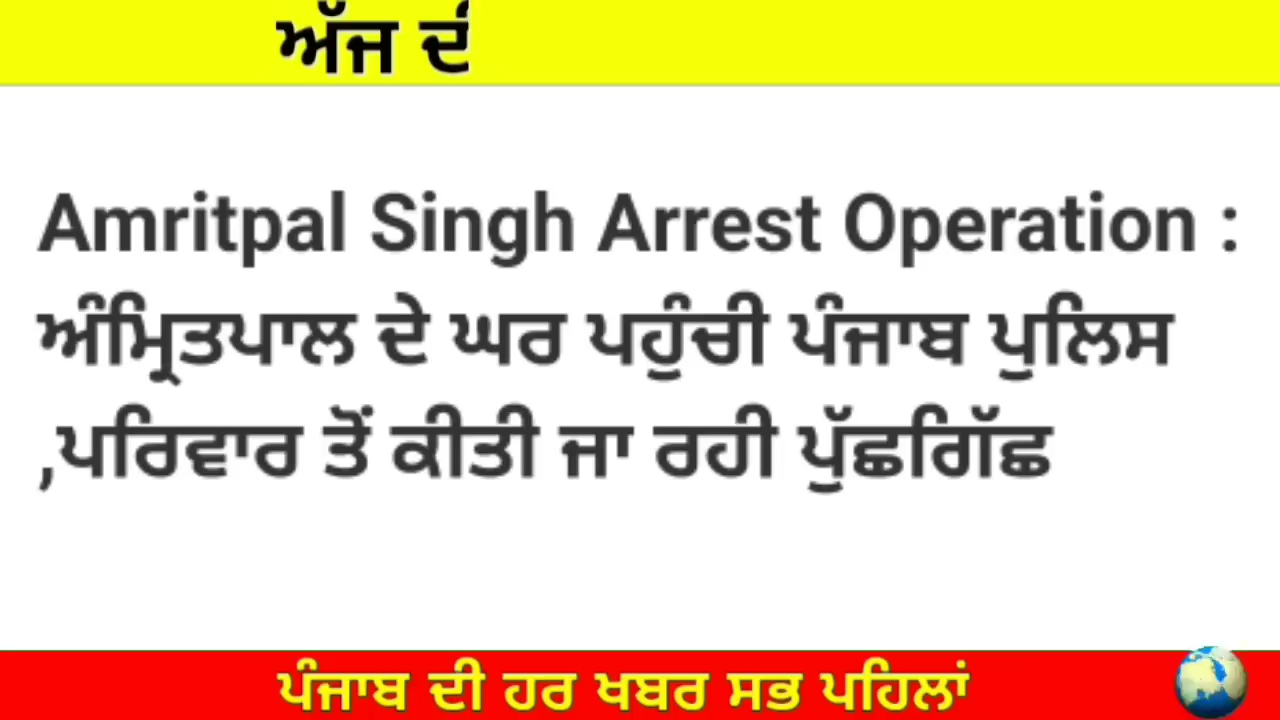 ਅੱਜ ਦੀ
Amritpal Singh Arrest Operation :
ਅੰਮ੍ਰਿਤਪਾਲ ਦੇ ਘਰ ਪਹੁੰਚੀ ਪੰਜਾਬ ਪੁਲਿਸ
,ਪਰਿਵਾਰ ਤੋਂ ਕੀਤੀ ਜਾ ਰਹੀ ਪੁੱਛਗਿੱਛ
ਪੰਜਾਬ ਦੀ ਹਰ ਖਬਰ ਸਭ ਪਹਿਲਾਂ